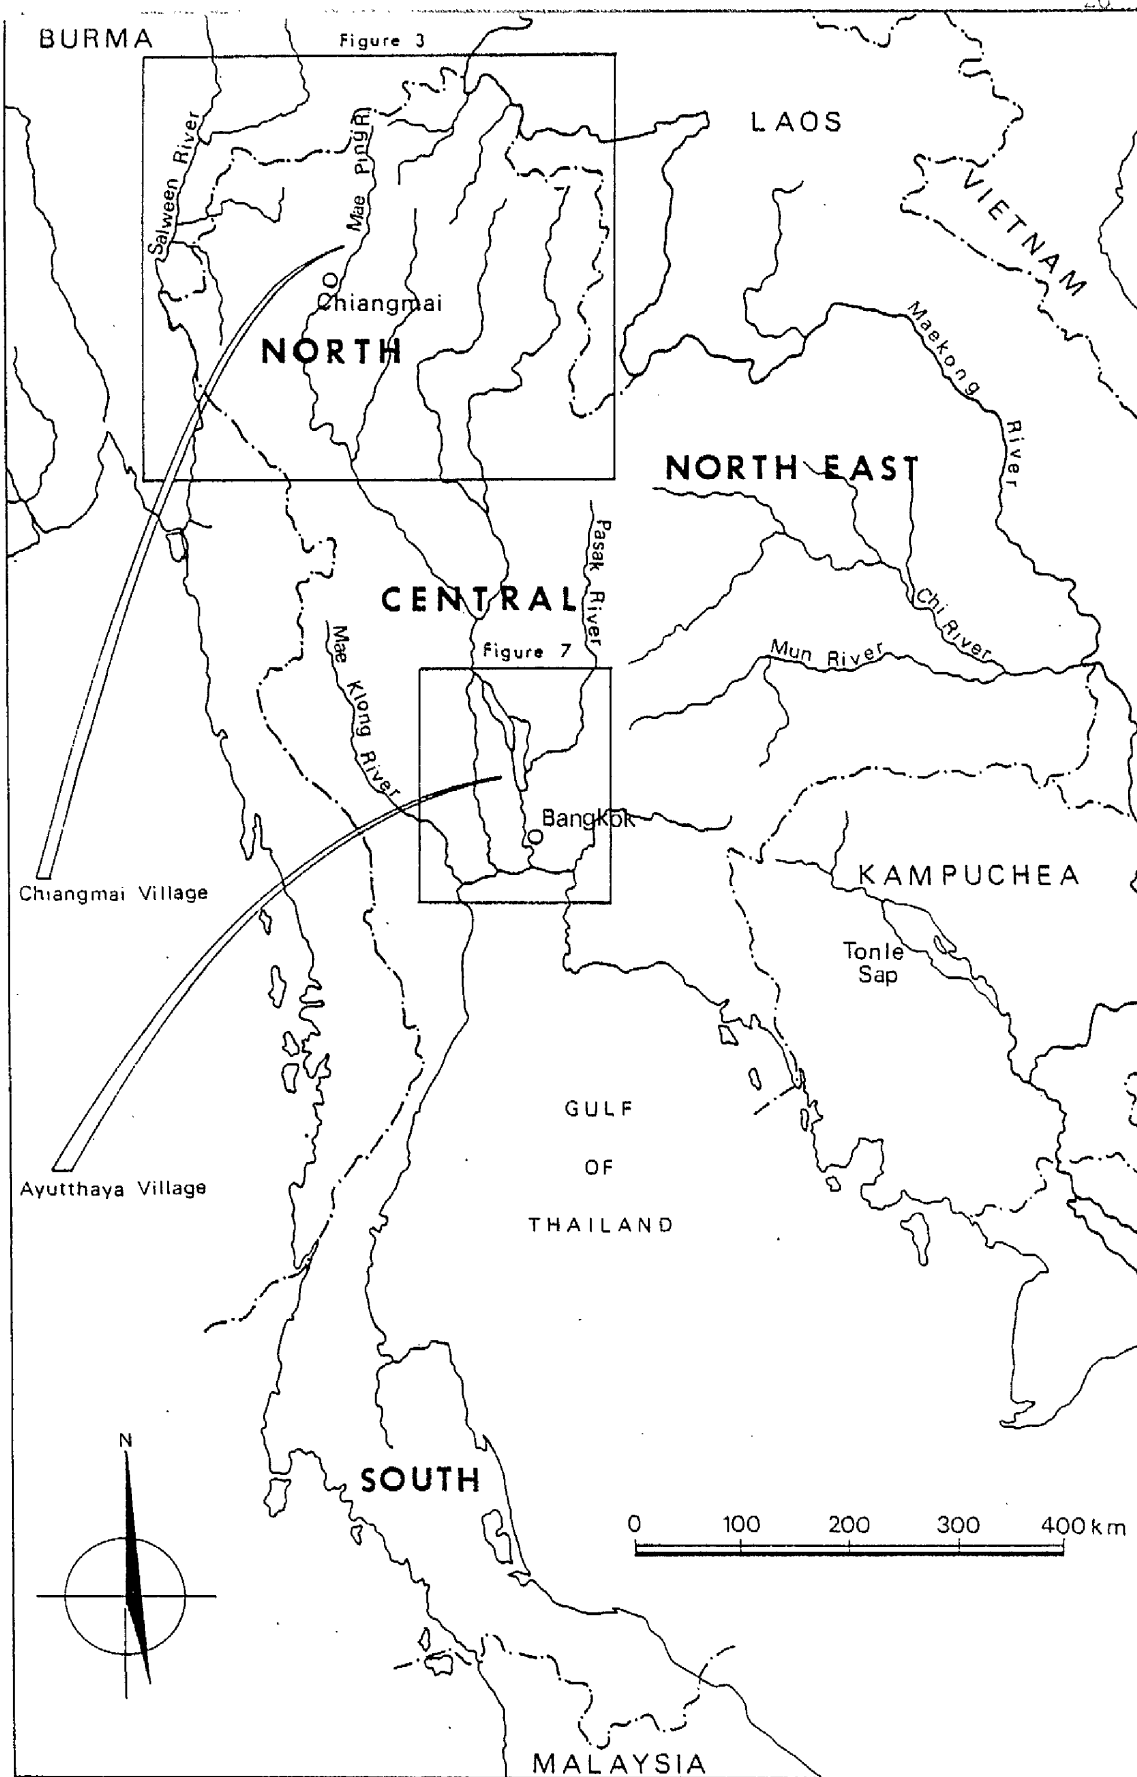 BURMA
Figure 3
LAOS
VIETNAM
Salween River
Mae Ping R.
Chiangmai
NORTH
Maekong River
NORTH EAST
Pasak River
CENTRAL
Chi River
Mun River
Figure 7
Mae Klong River
Bangkok
Chiangmai Village
KAMPUCHEA
Tonle
Sap
GULF
OF
THAILAND
Ayutthaya Village
N
SOUTH
0 100 200 300 400 km
MALAYSIA